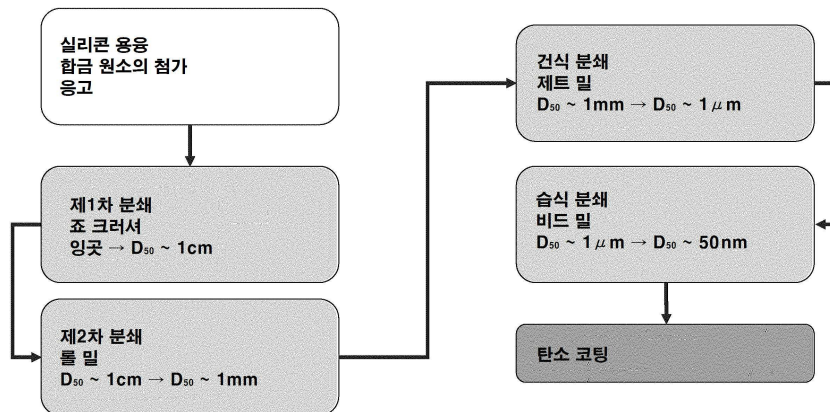 실리콘 용융
합금 원소의 첨가
응고
제1차 분쇄
죠 크러셔
잉곳 → D₅₀ ~ 1cm
제2차 분쇄
롤 밀
D₅₀ ~ 1cm → D₅₀ ~ 1mm
건식 분쇄
제트 밀
D₅₀ ~ 1mm → D₅₀ ~ 1μm
습식 분쇄
비드 밀
D₅₀ ~ 1μm → D₅₀ ~ 50nm
탄소 코팅